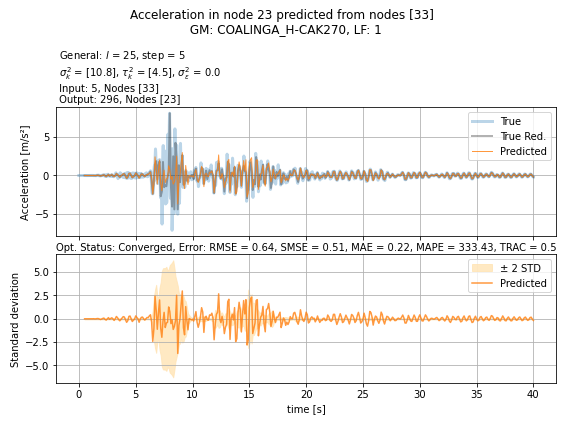 Acceleration in node 23 predicted from nodes [33]
GM: COALINGA_H-CAK270, LF: 1
General: l = 25, step = 5
σ²ₖ = [10.8], τ²ₖ = [4.5], σ²ε = 0.0
Input: 5, Nodes [33]
Output: 296, Nodes [23]
True
True Red.
Predicted
Acceleration [m/s²]
5
0
−5
Opt. Status: Converged, Error: RMSE = 0.64, SMSE = 0.51, MAE = 0.22, MAPE = 333.43, TRAC = 0.5
± 2 STD
Predicted
Standard deviation
5.0
2.5
0.0
−2.5
−5.0
0 5 10 15 20 25 30 35 40
time [s]